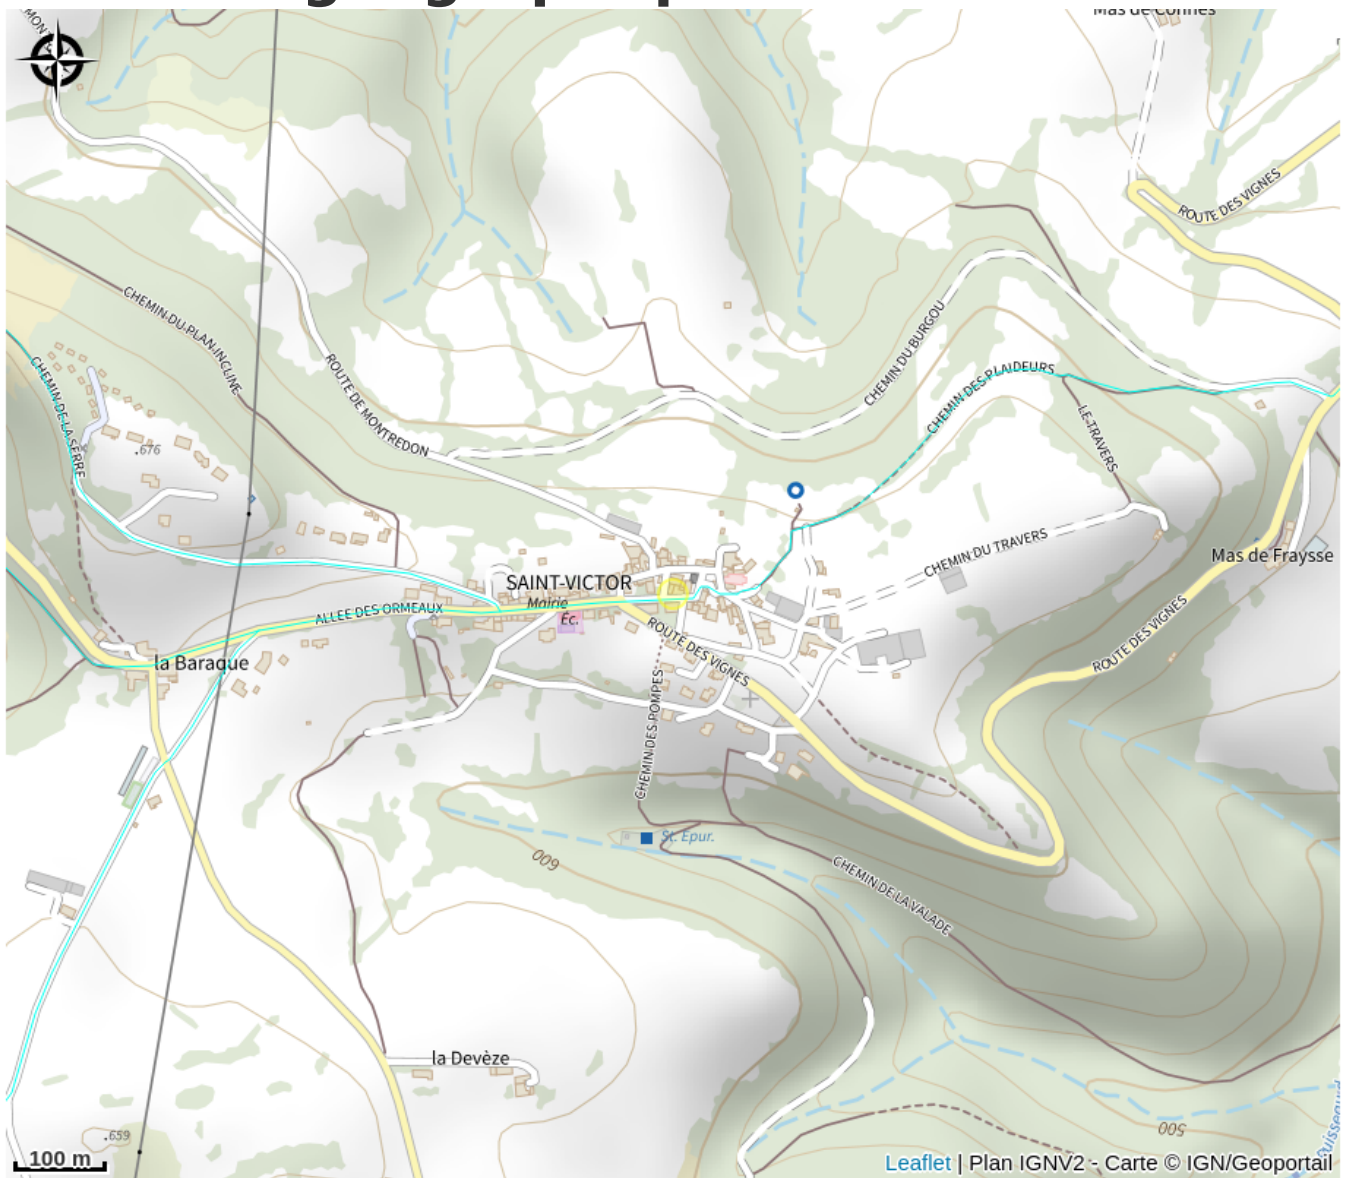 Mas de Connes
ROUTE DES VIGNES
CHEMIN DU PLAN INCLINE
CHEMIN DU BURGOU
ROUTE DE MONTREDON
CHEMIN DE LA SERRE
CHEMIN DES PLAIDEURS
LE TRAVERS
.676
CHEMIN DU TRAVERS
Mas de Fraysse
SAINT-VICTOR
Mairie
Éc.
ALLEE DES ORMEAUX
ROUTE DES VIGNES
ROUTE DES VIGNES
la Baraque
CHEMIN DES POMPES
St. Epur.
600
CHEMIN DE LA VALADE
la Devèze
.659
500
100 m
Leaflet | Plan IGNV2 - Carte © IGN/Geoportail